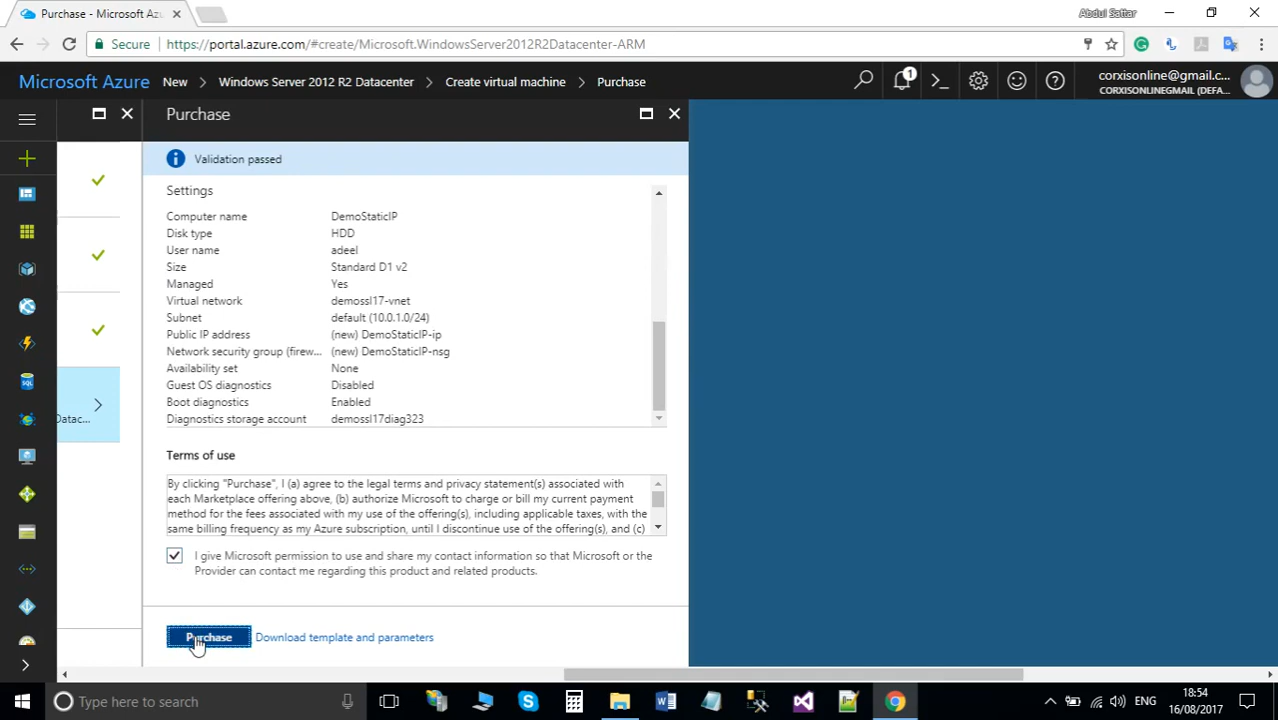 Purchase - Microsoft Azu
Abdul Sattar
Secure
https://portal.azure.com/#create/Microsoft.WindowsServer2012R2Datacenter-ARM
Microsoft Azure New > Windows Server 2012 R2 Datacenter > Create virtual machine > Purchase
1
corxisonline@gmail.c...
CORXISONLINEGMAIL (DEFA...
Purchase
Validation passed
Settings
Computer name DemoStaticIP
Disk type HDD
User name adeel
Size Standard D1 v2
Managed Yes
Virtual network demossl17-vnet
Subnet default (10.0.1.0/24)
Public IP address (new) DemoStaticIP-ip
Network security group (firew... (new) DemoStaticIP-nsg
Availability set None
Guest OS diagnostics Disabled
Boot diagnostics Enabled
Diagnostics storage account demossl17diag323
Datac...
Terms of use
By clicking "Purchase", I (a) agree to the legal terms and privacy statement(s) associated with
each Marketplace offering above, (b) authorize Microsoft to charge or bill my current payment
method for the fees associated with my use of the offering(s), including applicable taxes, with the
same billing frequency as my Azure subscription, until I discontinue use of the offering(s), and (c)
I give Microsoft permission to use and share my contact information so that Microsoft or the
Provider can contact me regarding this product and related products.
Purchase Download template and parameters
Type here to search
ENG
18:54
16/08/2017